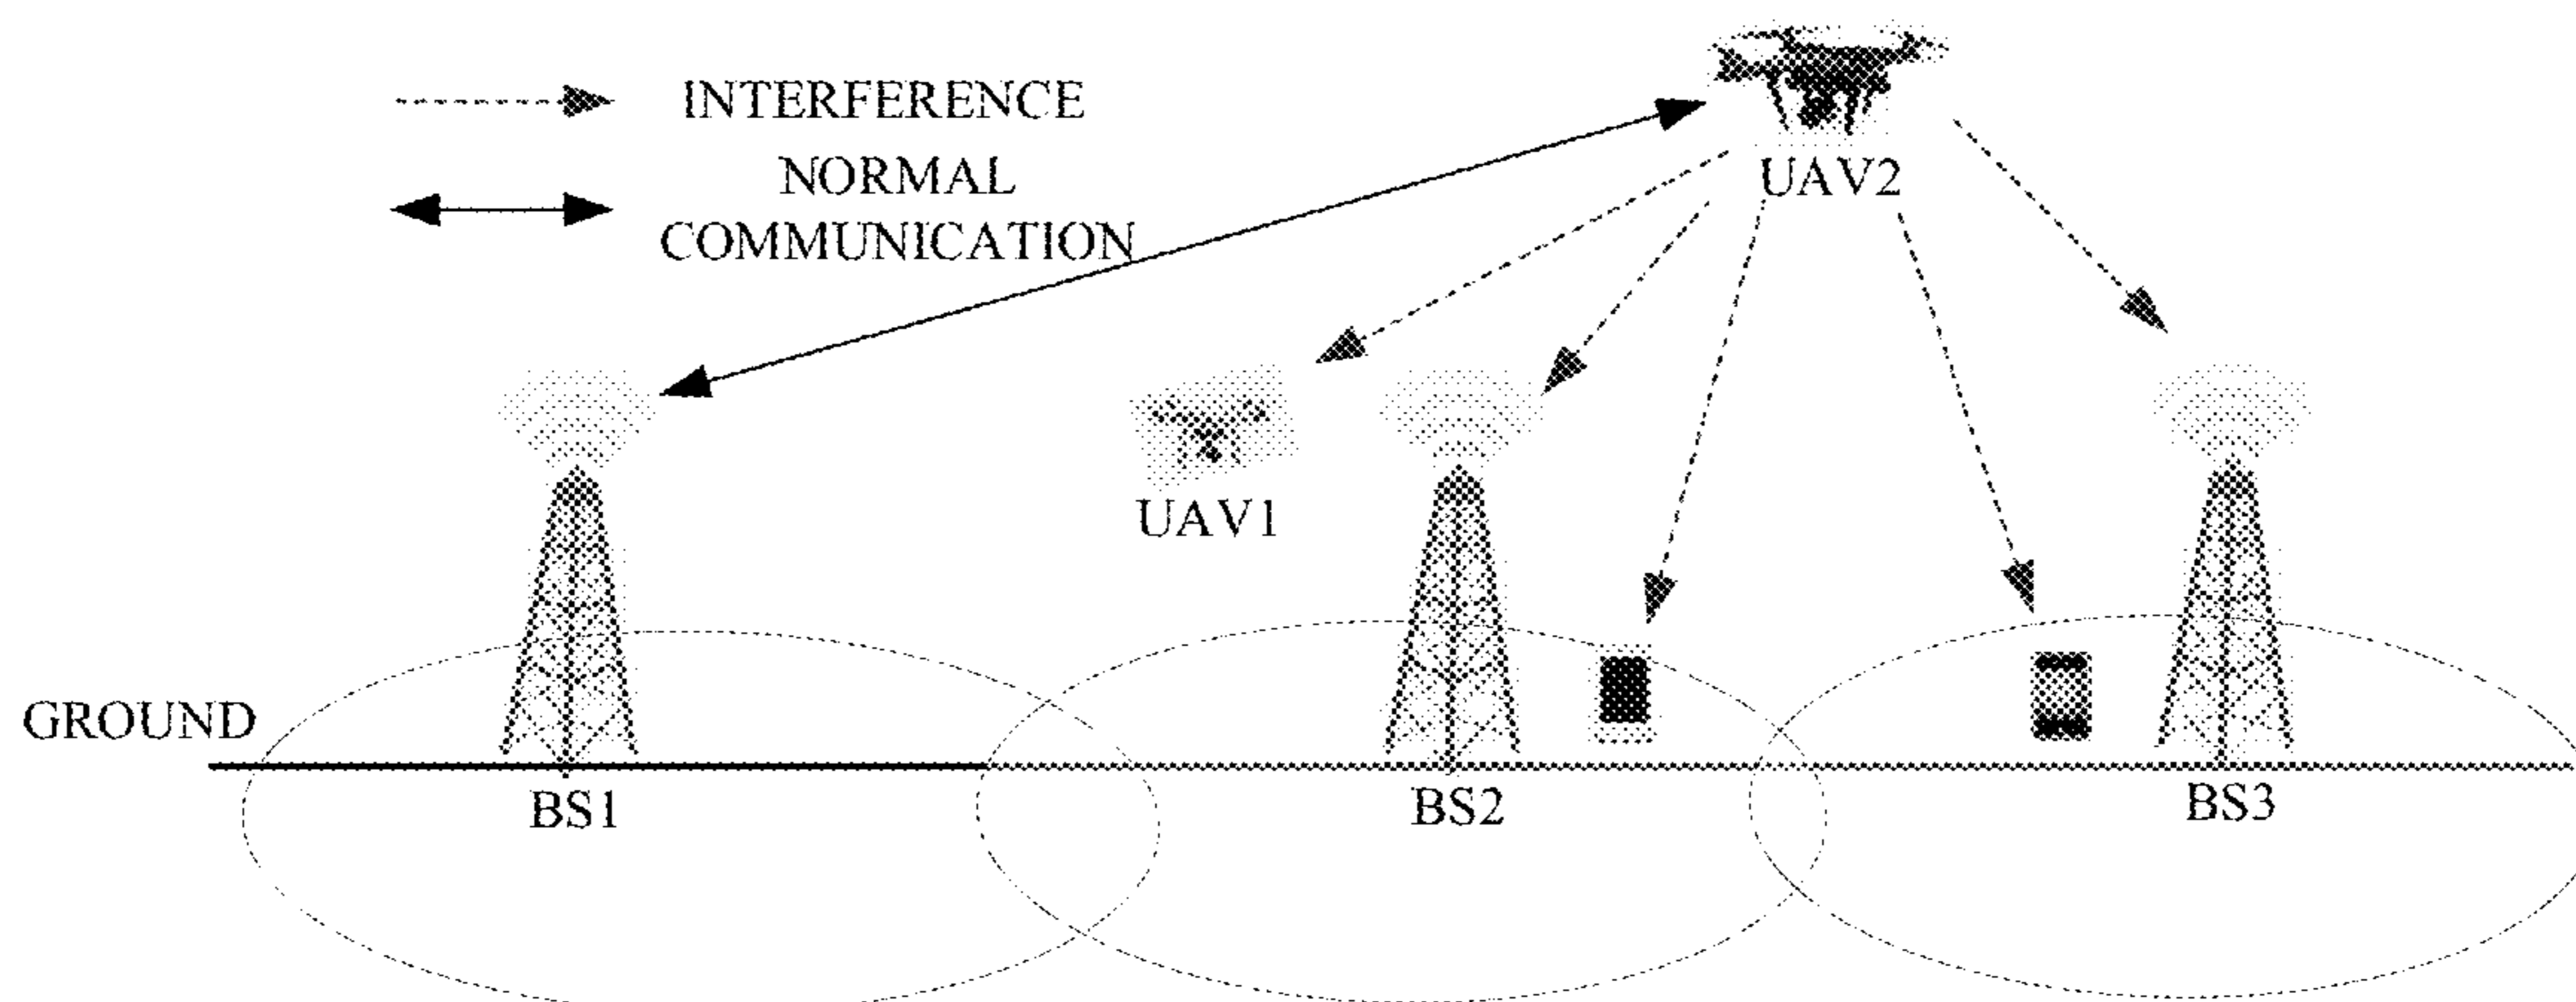 INTERFERENCE
NORMAL
COMMUNICATION
UAV2
UAV1
GROUND
BS1
BS2
BS3